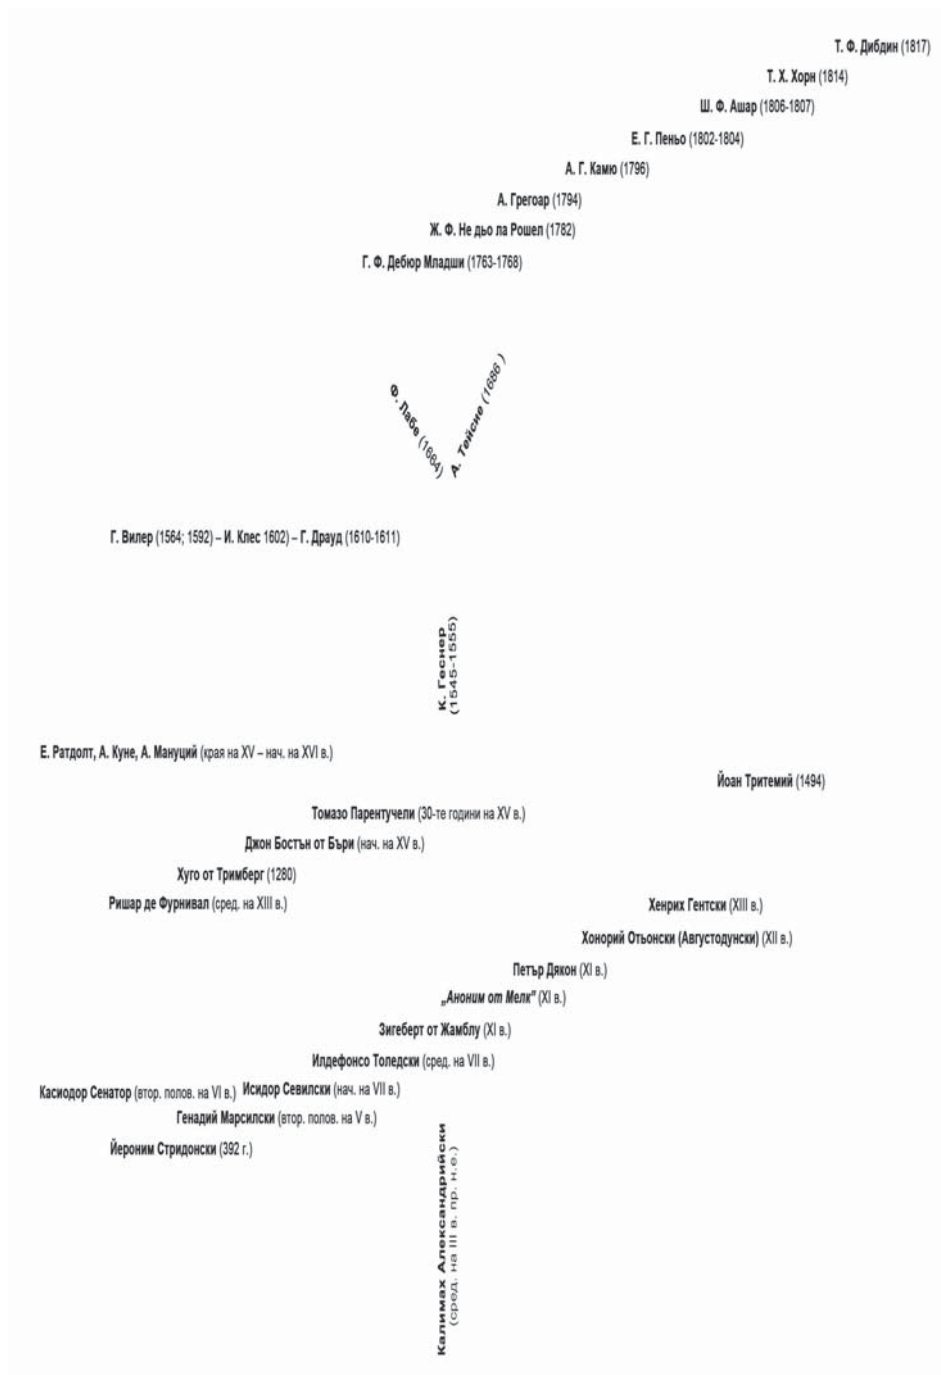 Т. Ф. Дибдин (1817)
Т. Х. Хорн (1814)
Ш. Ф. Ашар (1806-1807)
Е. Г. Пеньо (1802-1804)
А. Г. Камю (1796)
А. Грегоар (1794)
Ж. Ф. Не дьо ла Рошел (1782)
Г. Ф. Дебюр Младши (1763-1768)
Ф. Лабе (1664)
А. Тейсие (1686 )
Г. Вилер (1564; 1592) – И. Клес 1602) – Г. Драуд (1610-1611)
К. Геснер
(1545-1555)
Е. Ратдолт, А. Куне, А. Мануций (края на XV – нач. на XVI в.)
Йоан Тритемий (1494)
Томазо Парентучели (30-те години на XV в.)
Джон Бостън от Бъри (нач. на XV в.)
Хуго от Тримберг (1280)
Ришар де Фурнивал (сред. на XIII в.)
Хенрих Гентски (XIII в.)
Хонорий Отьонски (Августодунски) (XII в.)
Петър Дякон (XI в.)
„Аноним от Мелк" (XI в.)
Зигеберт от Жамблу (XI в.)
Илдефонсо Толедски (сред. на VII в.)
Касиодор Сенатор (втор. полов. на VI в.)
Исидор Севилски (нач. на VII в.)
Генадий Марсилски (втор. полов. на V в.)
Йероним Стридонски (392 г.)
Калимах Александрийски
(сред. на III в. пр. н.е.)